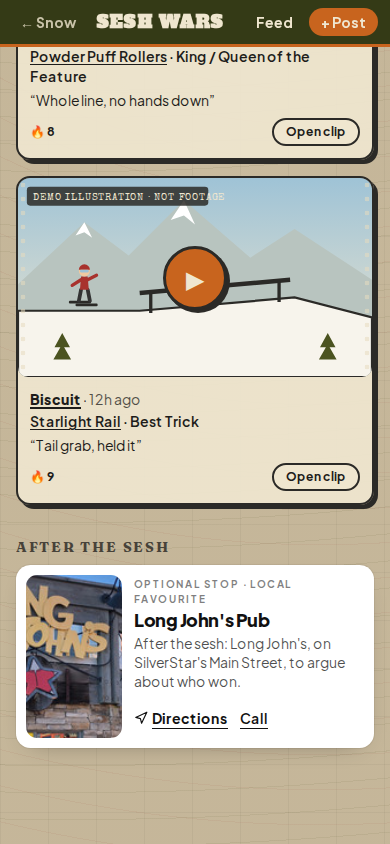 ← Snow SESH WARS Feed + Post
Powder Puff Rollers · King / Queen of the
Feature
“Whole line, no hands down”
🔥 8 Open clip
DEMO ILLUSTRATION · NOT FOOTAGE
Biscuit · 12h ago
Starlight Rail · Best Trick
“Tail grab, held it”
🔥 9 Open clip
AFTER THE SESH
OPTIONAL STOP · LOCAL
FAVOURITE
Long John's Pub
After the sesh: Long John's, on
SilverStar's Main Street, to argue
about who won.
Directions Call
NG
OHNS